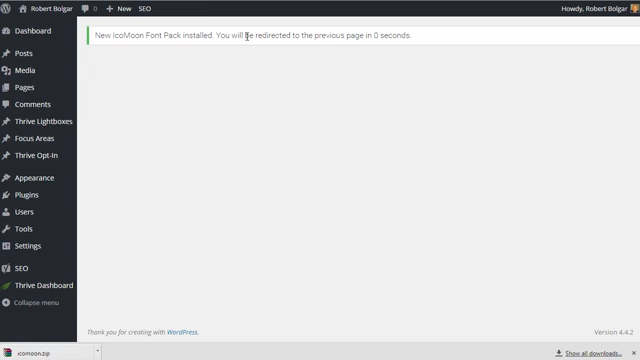 Robert Bolgar 0 New SEO Howdy, Robert Bolgar
New IcoMoon Font Pack installed. You will be redirected to the previous page in 0 seconds.
Dashboard
Posts
Media
Pages
Comments
Thrive Lightboxes
Focus Areas
Thrive Opt-In
Appearance
Plugins
Users
Tools
Settings
SEO
Thrive Dashboard
Collapse menu
Thank you for creating with WordPress. Version 4.4.2
icomoon.zip Show all downloads...